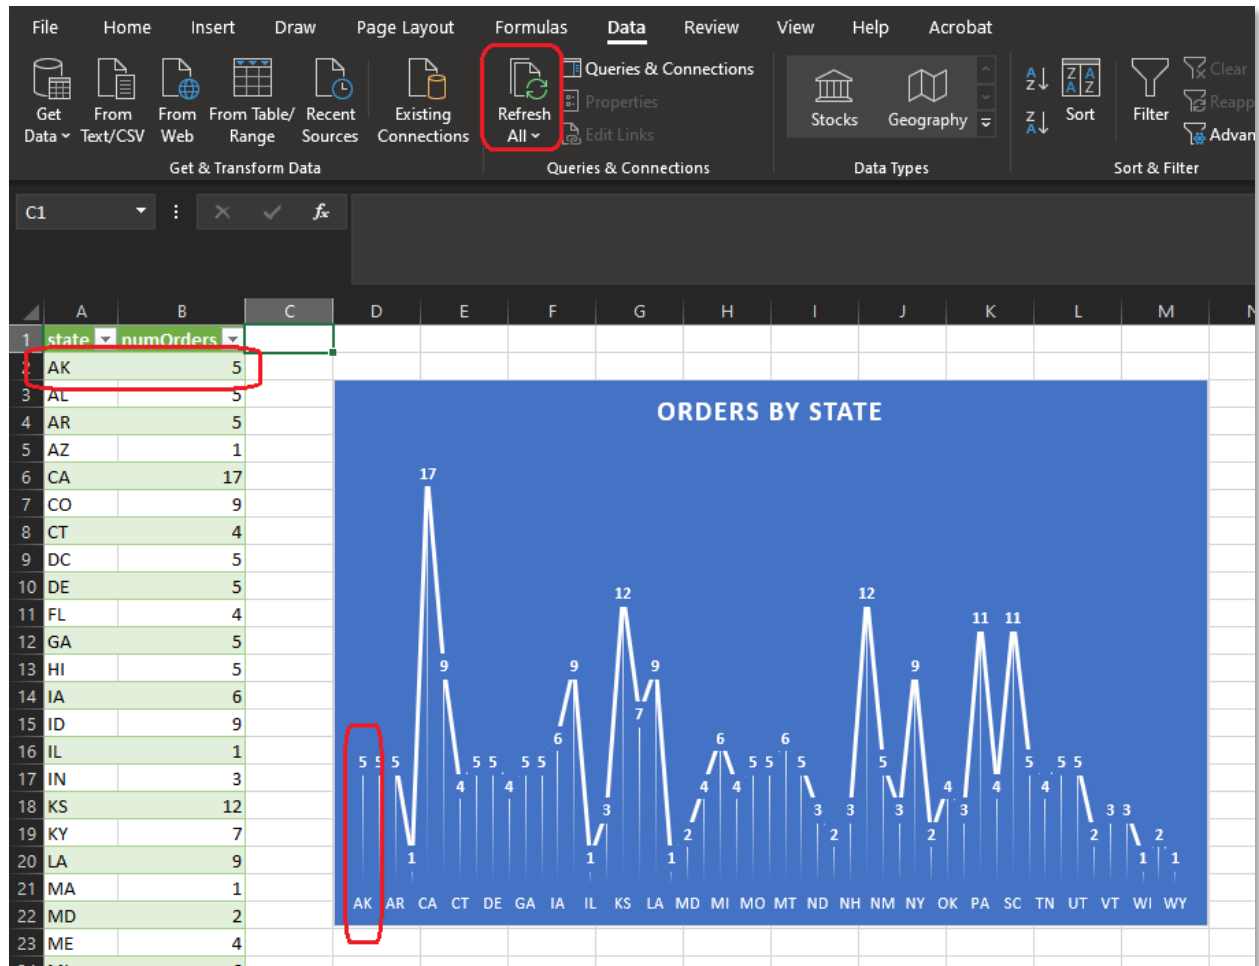 File Home Insert Draw Page Layout Formulas Data Review View Help Acrobat
Get Data
From Text/CSV
From Web
From Table/ Range
Recent Sources
Existing Connections
Refresh All
Queries & Connections
Properties
Edit Links
Stocks
Geography
Sort
Filter
Clear
Reapp
Advan
Get & Transform Data
Queries & Connections
Data Types
Sort & Filter
C1
fx
A B C D E F G H I J K L M
1 state numOrders
2 AK 5
3 AL 5
4 AR 5
5 AZ 1
6 CA 17
7 CO 9
8 CT 4
9 DC 5
10 DE 5
11 FL 4
12 GA 5
13 HI 5
14 IA 6
15 ID 9
16 IL 1
17 IN 3
18 KS 12
19 KY 7
20 LA 9
21 MA 1
22 MD 2
23 ME 4
ORDERS BY STATE
5 5 5 1 17 9 4 5 5 4 5 5 6 9 1 3 12 7 9 1 2 4 6 4 5 5 6 5 3 2 3 12 5 3 9 2 4 3 11 4 11 5 4 5 5 2 3 3 1 2 1
AK AR CA CT DE GA IA IL KS LA MD MI MO MT ND NH NM NY OK PA SC TN UT VT WI WY